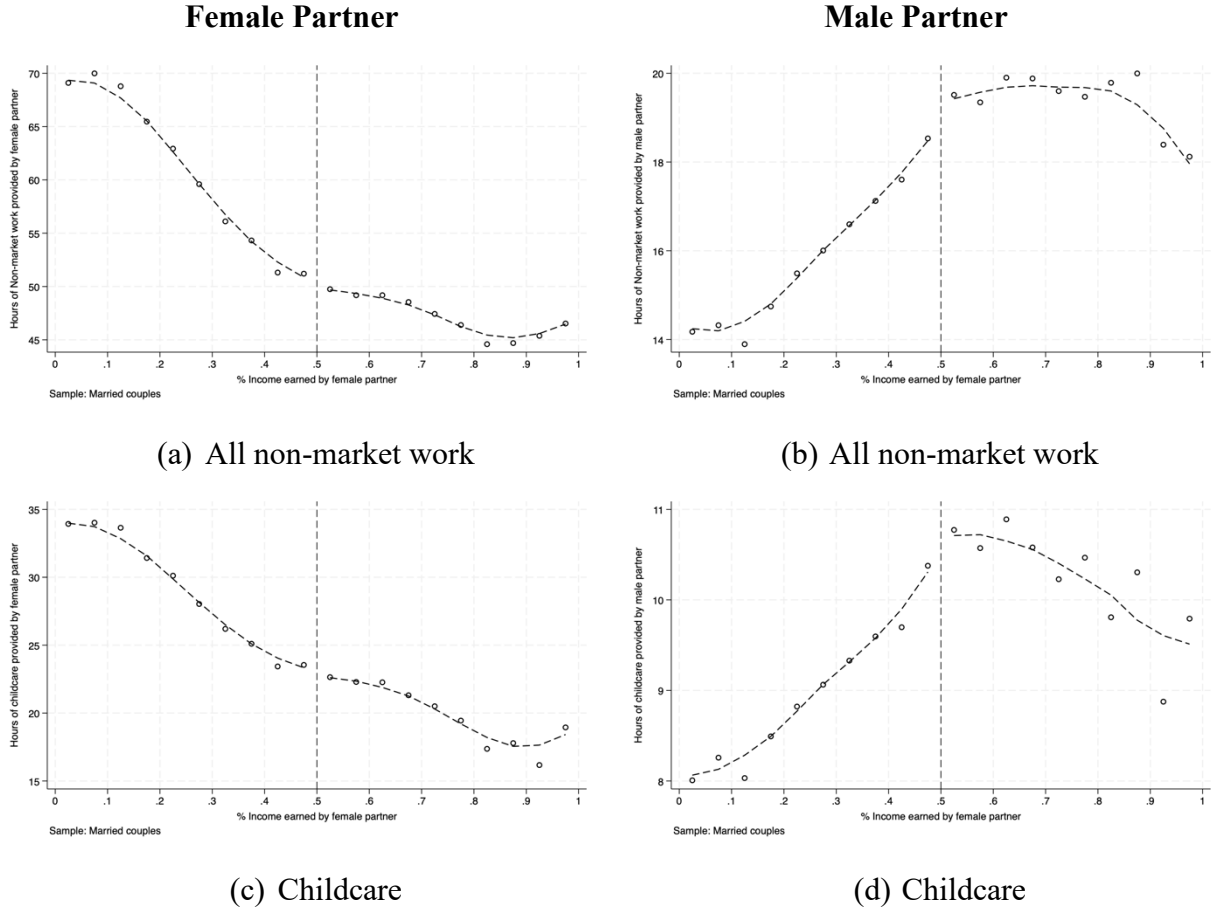 Female Partner
Male Partner
Hours of Non-market work provided by female partner
70
65
60
55
50
45
0 .1 .2 .3 .4 .5 .6 .7 .8 .9 1
% Income earned by female partner
Sample: Married couples
Hours of Non-market work provided by male partner
20
18
16
14
0 .1 .2 .3 .4 .5 .6 .7 .8 .9 1
% Income earned by female partner
Sample: Married couples
(a) All non-market work
(b) All non-market work
Hours of childcare provided by female partner
35
30
25
20
15
0 .1 .2 .3 .4 .5 .6 .7 .8 .9 1
% Income earned by female partner
Sample: Married couples
Hours of childcare provided by male partner
11
10
9
8
0 .1 .2 .3 .4 .5 .6 .7 .8 .9 1
% Income earned by female partner
Sample: Married couples
(c) Childcare
(d) Childcare